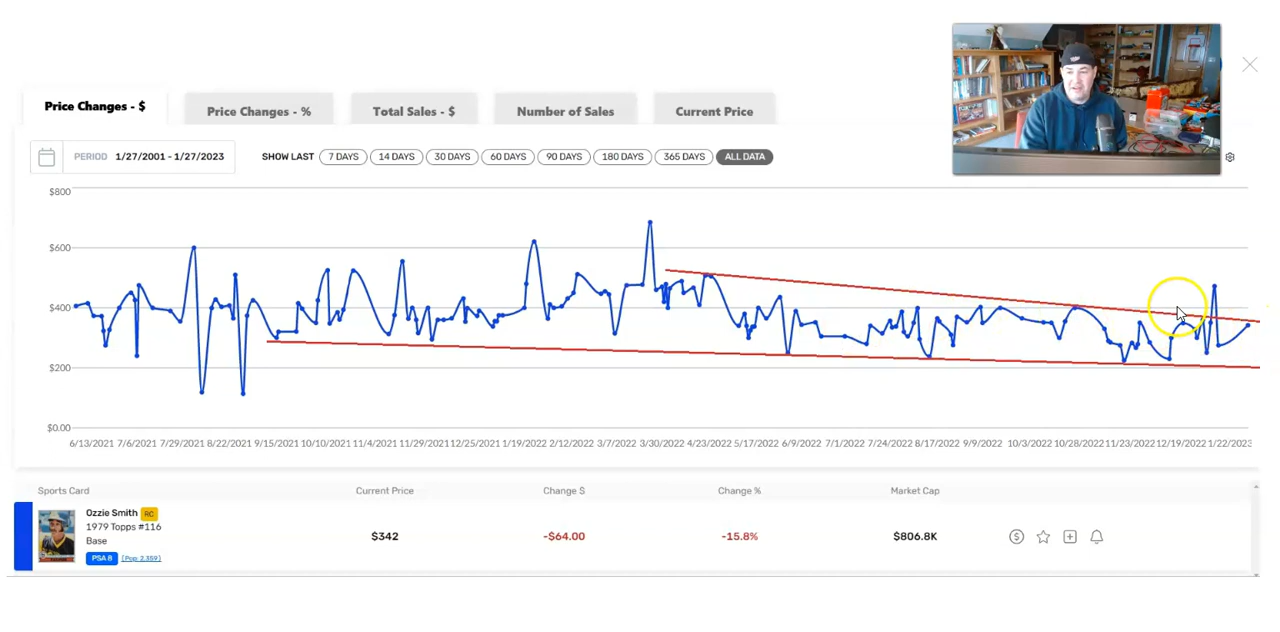 Price Changes - $
Price Changes - %
Total Sales - $
Number of Sales
Current Price
PERIOD 1/27/2001 - 1/27/2023
SHOW LAST 7 DAYS 14 DAYS 30 DAYS 60 DAYS 90 DAYS 180 DAYS 365 DAYS ALL DATA
$800
$600
$400
$200
$0.00
6/13/2021 7/6/2021 7/29/2021 8/22/2021 9/15/2021 10/10/2021 11/4/2021 11/29/2021 12/25/2021 1/19/2022 2/12/2022 3/7/2022 3/30/2022 4/23/2022 5/17/2022 6/9/2022 7/1/2022 7/24/2022 8/17/2022 9/9/2022 10/3/2022 10/28/2022 11/23/2022 12/19/2022 1/22/2023
Sports Card Current Price Change $ Change % Market Cap
Ozzie Smith RC
1979 Topps #116
Base
PSA 8 (Pop 2,359)
$342 -$64.00 -15.8% $806.8K